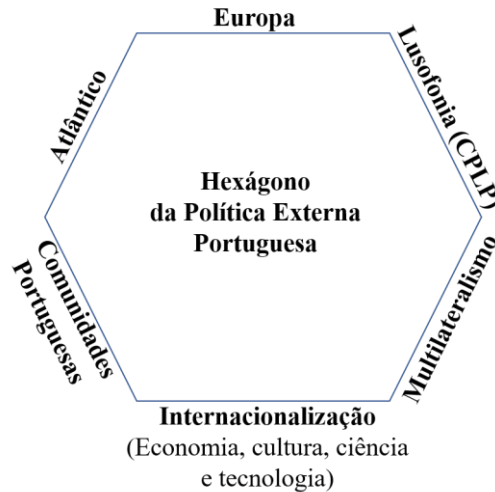 Europa
Atlântico
Lusofonia (CPLP)
Hexágono
da Política Externa
Portuguesa
Comunidades
Portuguesas
Multilateralismo
Internacionalização
(Economia, cultura, ciência
e tecnologia)